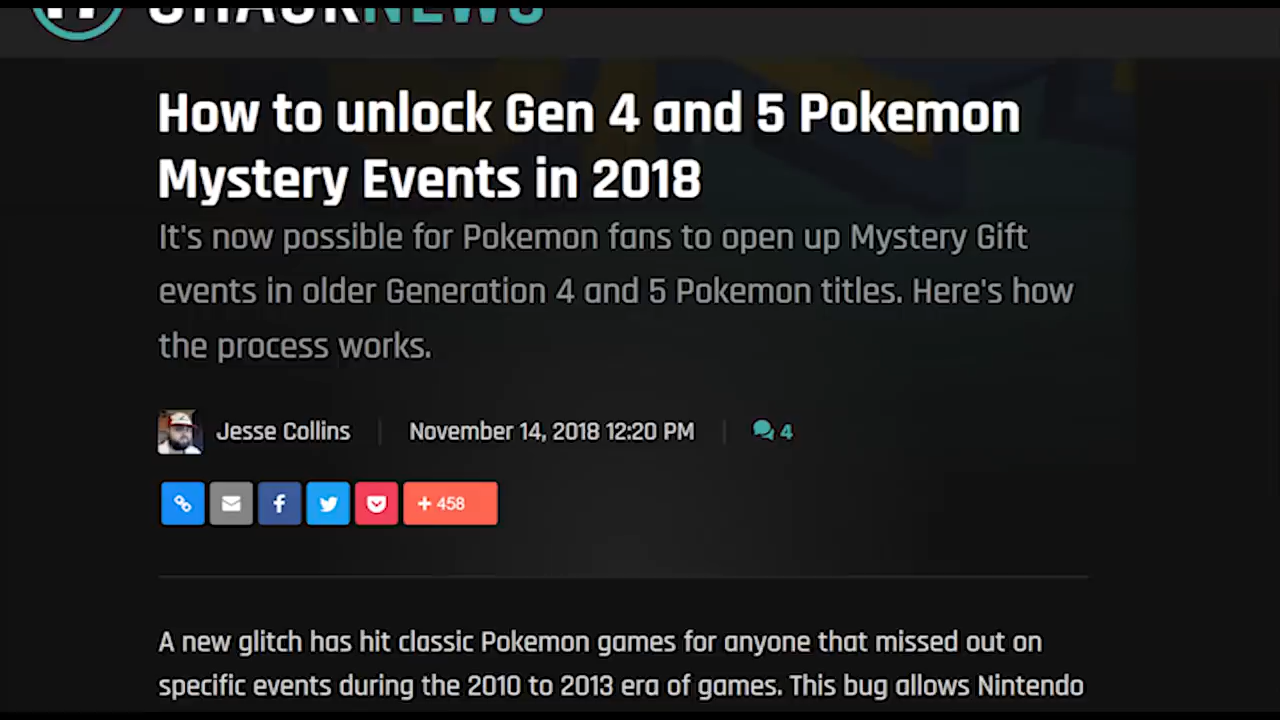 SHACKNEWS
How to unlock Gen 4 and 5 Pokemon
Mystery Events in 2018
It's now possible for Pokemon fans to open up Mystery Gift
events in older Generation 4 and 5 Pokemon titles. Here's how
the process works.
Jesse Collins | November 14, 2018 12:20 PM | 4
+ 458
A new glitch has hit classic Pokemon games for anyone that missed out on
specific events during the 2010 to 2013 era of games. This bug allows Nintendo